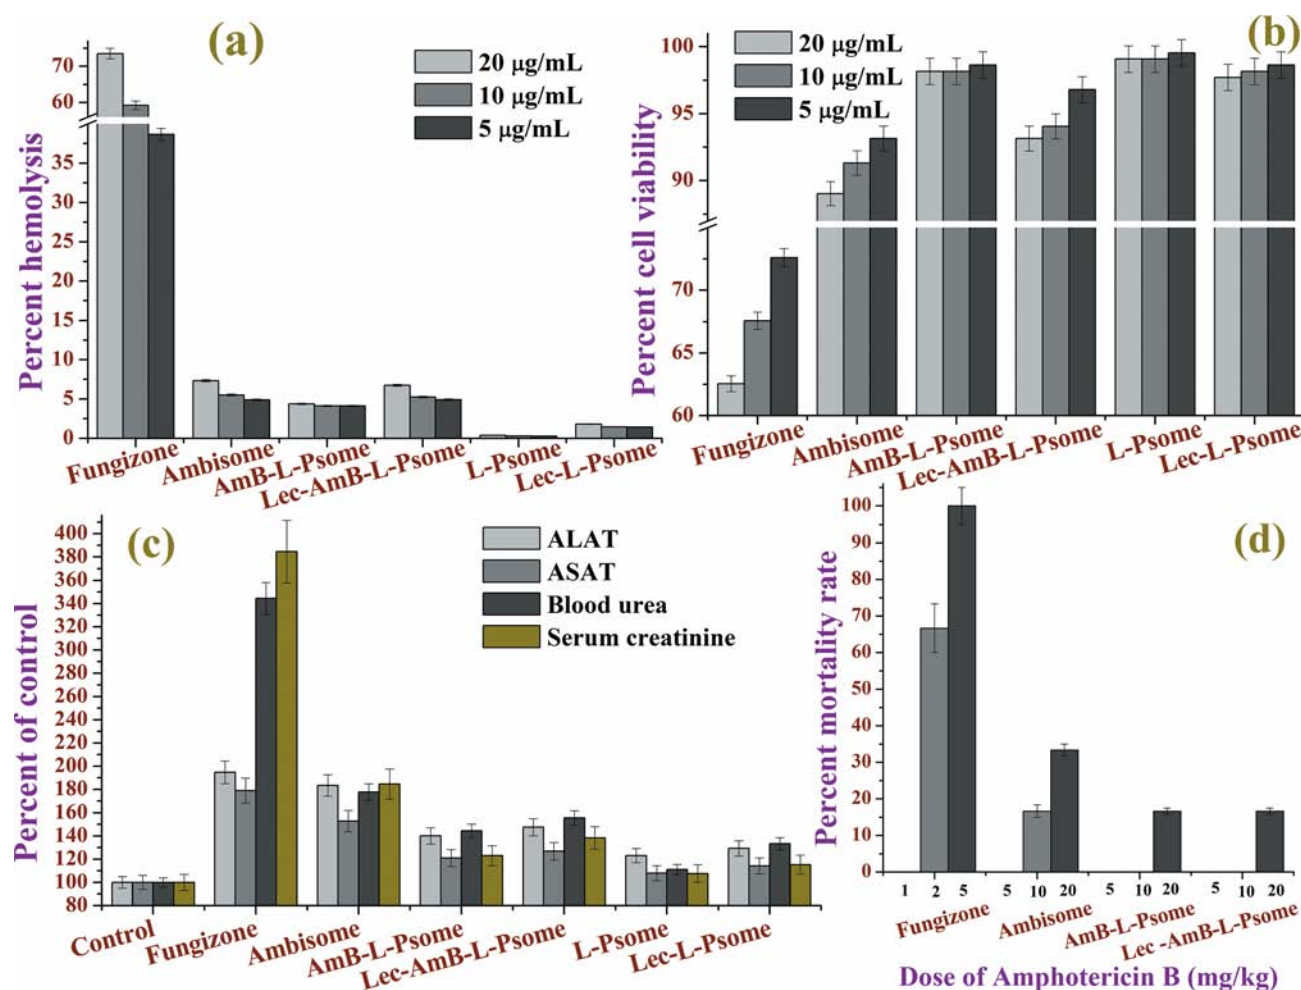 (a)
Percent hemolysis
70
60
35
30
25
20
15
10
5
0
20 μg/mL
10 μg/mL
5 μg/mL
Fungizone
Ambisome
AmB-L-Psome
Lec-AmB-L-Psome
L-Psome
Lec-L-Psome
(b)
Percent cell viability
100
95
90
70
65
60
20 μg/mL
10 μg/mL
5 μg/mL
Fungizone
Ambisome
AmB-L-Psome
Lec-AmB-L-Psome
L-Psome
Lec-L-Psome
(c)
Percent of control
400
380
360
340
320
300
280
260
240
220
200
180
160
140
120
100
80
ALAT
ASAT
Blood urea
Serum creatinine
Control
Fungizone
Ambisome
AmB-L-Psome
Lec-AmB-L-Psome
L-Psome
Lec-L-Psome
(d)
Percent mortality rate
100
90
80
70
60
50
40
30
20
10
0
1 2 5 5 10 20 5 10 20 5 10 20
Fungizone
Ambisome
AmB-L-Psome
Lec -AmB-L-Psome
Dose of Amphotericin B (mg/kg)